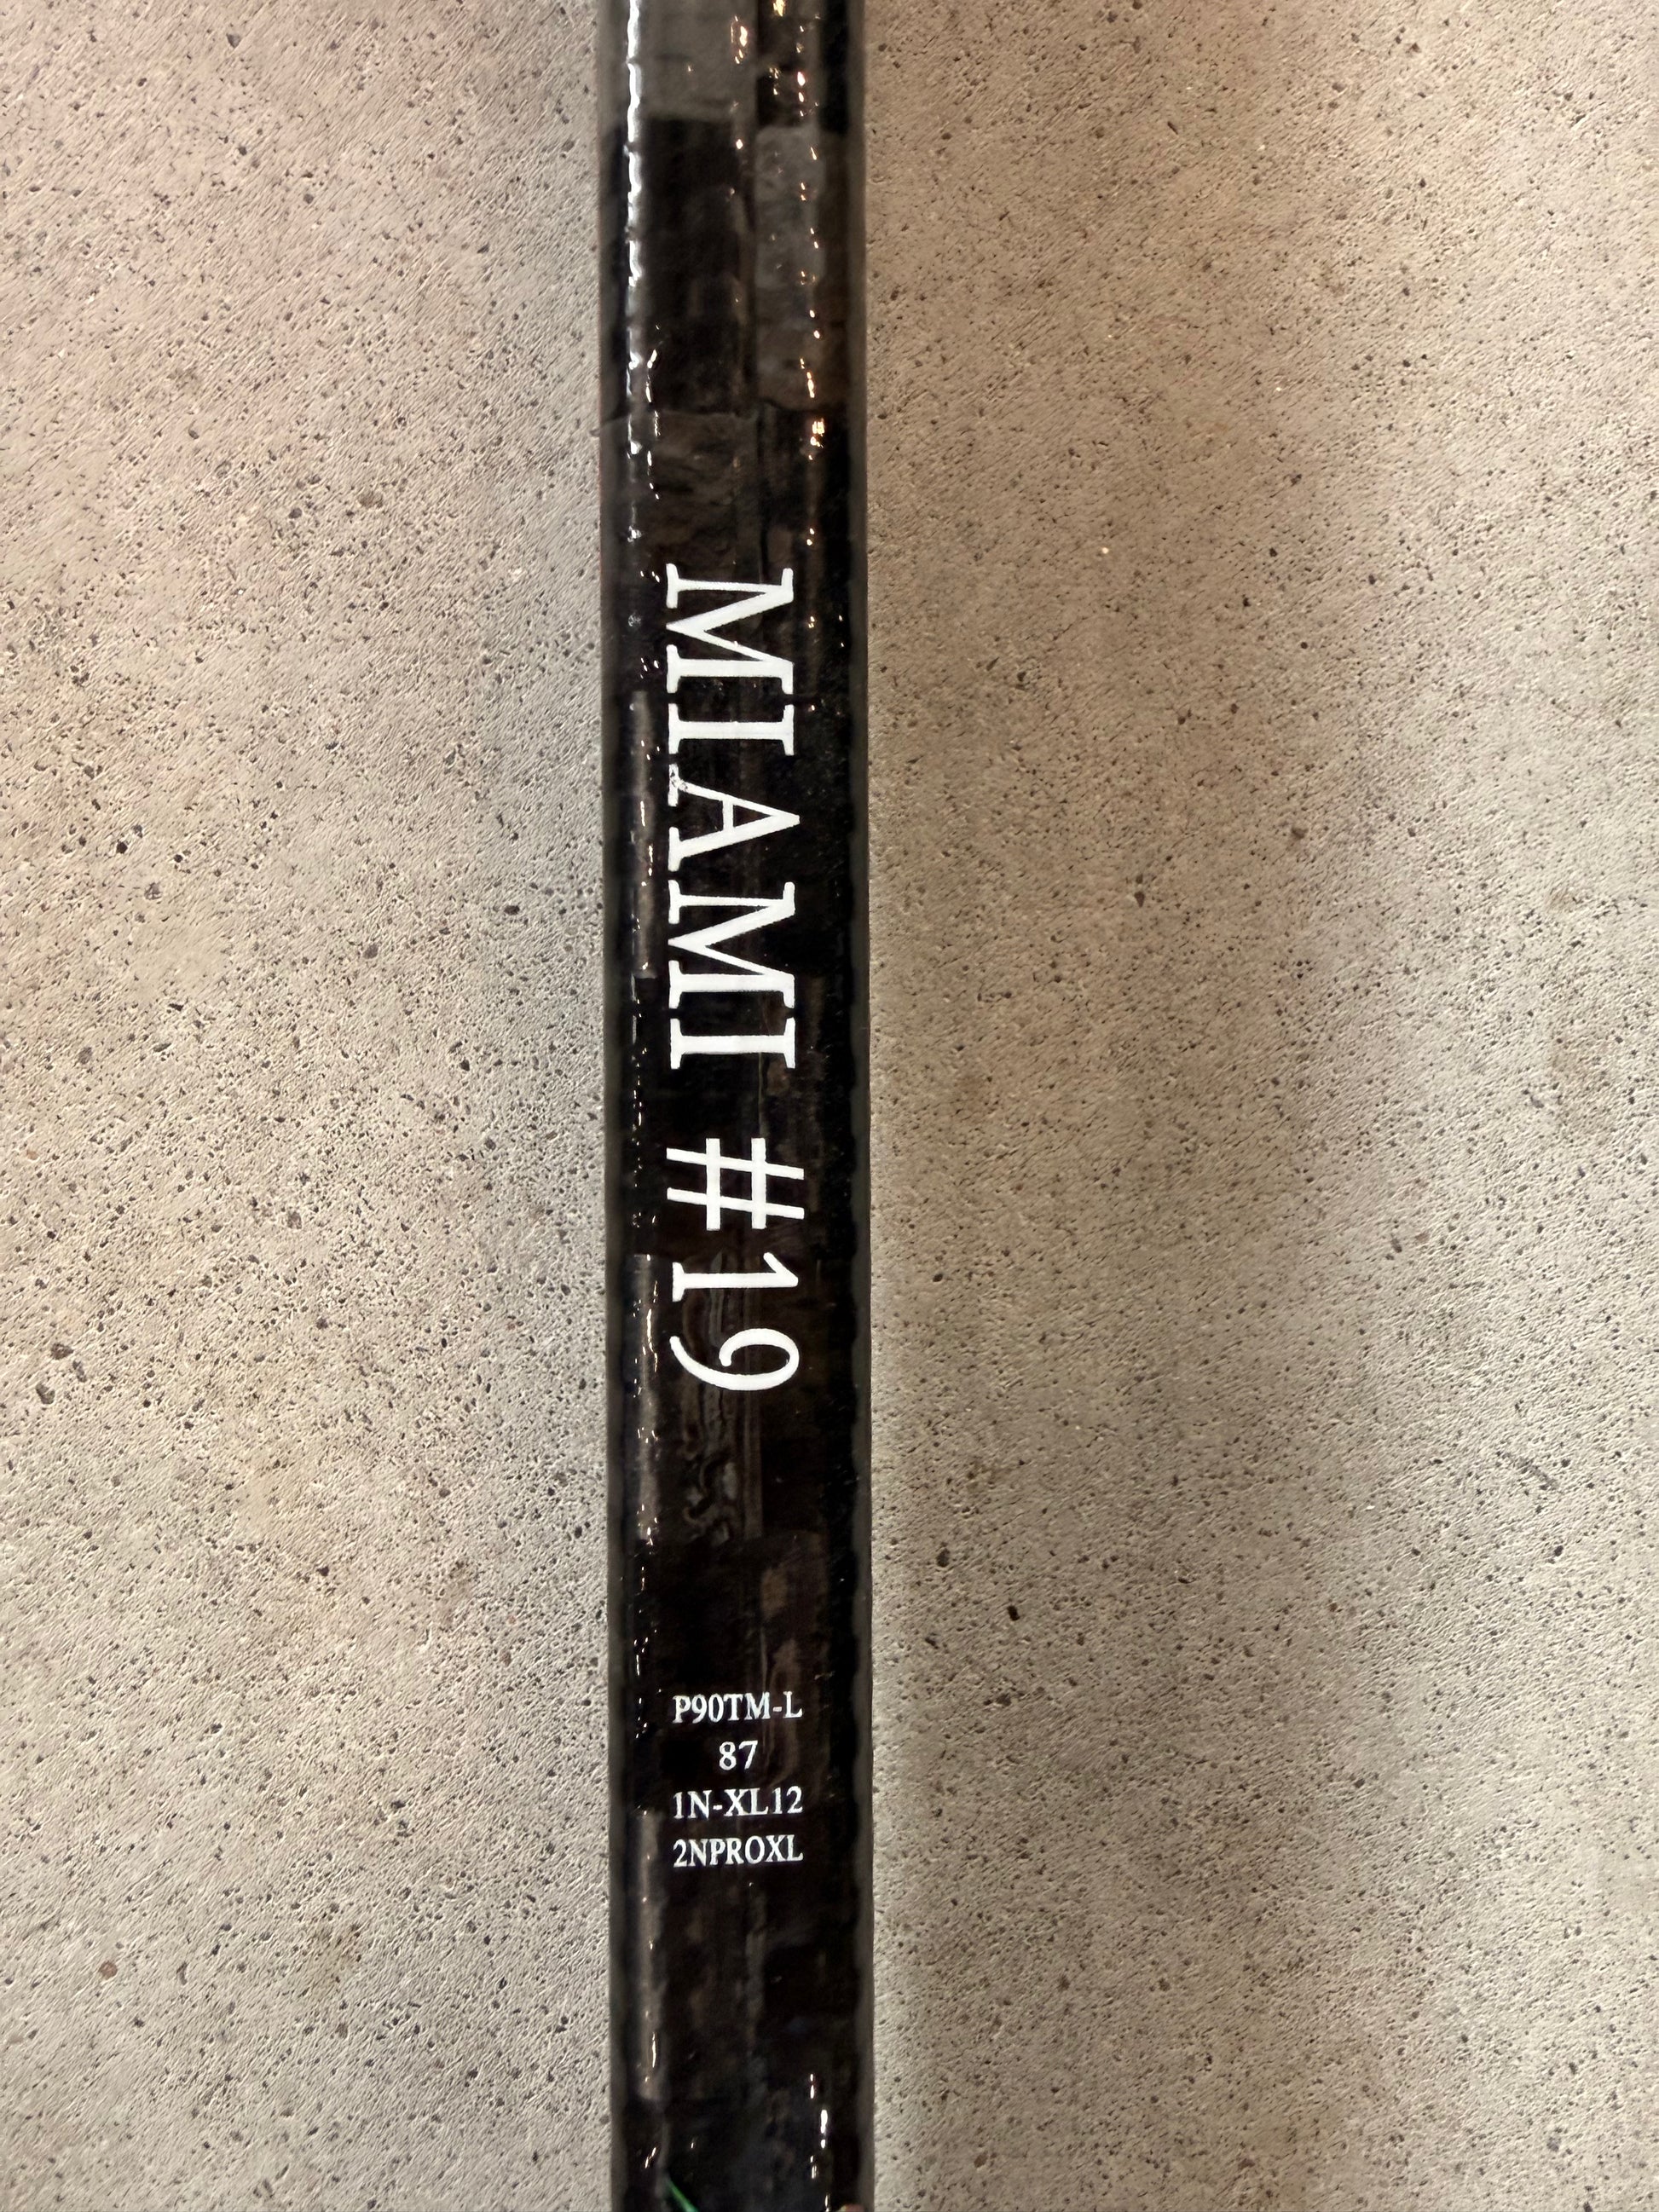 MIAMI #19
P90TM-L
87
1N-XL12
2NPROXL